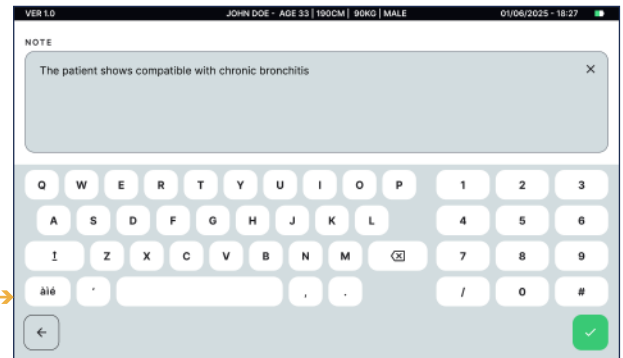 VER 1.0 JOHN DOE - AGE 33 | 190CM | 90KG | MALE 01/06/2025 - 18:27
NOTE
The patient shows compatible with chronic bronchitis
Q W E R T Y U I O P 1 2 3
A S D F G H J K L 4 5 6
Z X C V B N M 7 8 9
àìé ' , . / 0 #